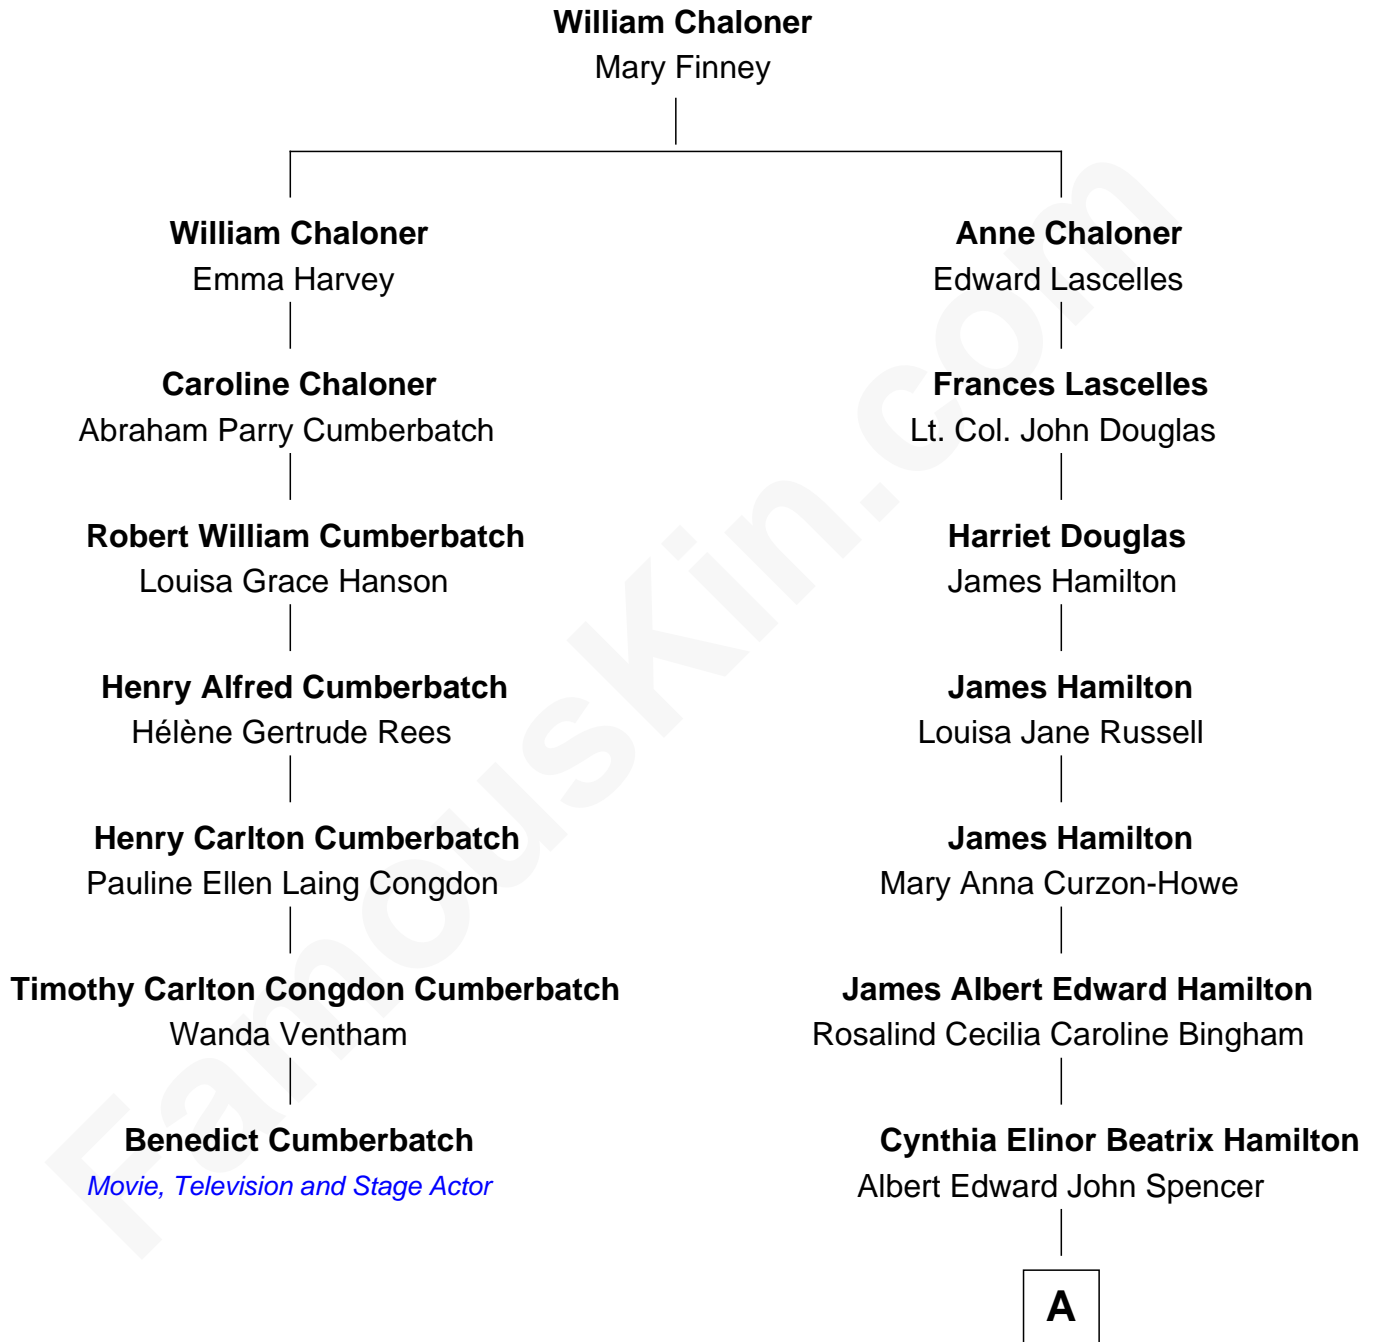 William Chaloner
Mary Finney
William Chaloner
Emma Harvey
Anne Chaloner
Edward Lascelles
Caroline Chaloner
Abraham Parry Cumberbatch
Frances Lascelles
Lt. Col. John Douglas
Robert William Cumberbatch
Louisa Grace Hanson
Harriet Douglas
James Hamilton
Henry Alfred Cumberbatch
Hélène Gertrude Rees
James Hamilton
Louisa Jane Russell
Henry Carlton Cumberbatch
Pauline Ellen Laing Congdon
James Hamilton
Mary Anna Curzon-Howe
Timothy Carlton Congdon Cumberbatch
Wanda Ventham
James Albert Edward Hamilton
Rosalind Cecilia Caroline Bingham
Benedict Cumberbatch
Movie, Television and Stage Actor
Cynthia Elinor Beatrix Hamilton
Albert Edward John Spencer
A
FamousKin.com